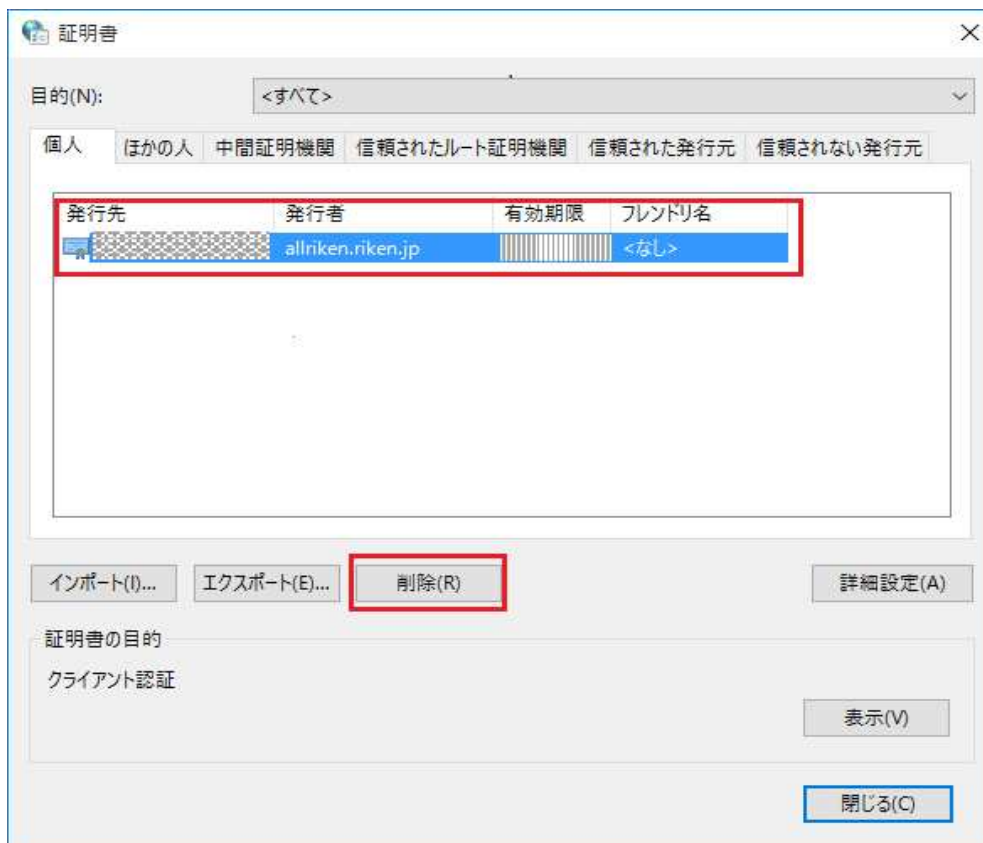 証明書
目的(N): <すべて>
個人 ほかの人 中間証明機関 信頼されたルート証明機関 信頼された発行元 信頼されない発行元
発行先 発行者 有効期限 フレンドリ名
allriken.riken.jp <なし>
インポート(I)... エクスポート(E)... 削除(R) 詳細設定(A)
証明書の目的
クライアント認証
表示(V)
閉じる(C)